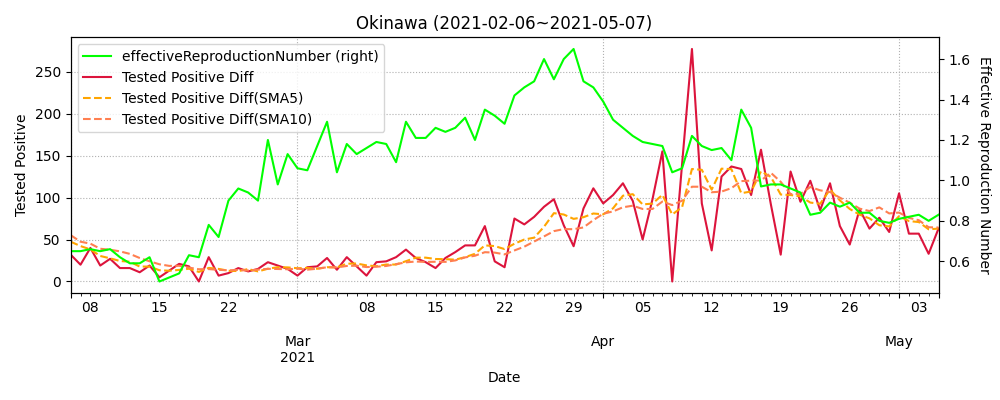 Okinawa (2021-02-06~2021-05-07)
effectiveReproductionNumber (right)
Tested Positive Diff
Tested Positive Diff(SMA5)
Tested Positive Diff(SMA10)
Tested Positive
250
200
150
100
50
0
1.6
1.4
1.2
1.0
0.8
0.6
Effective Reproduction Number
08 15 22 08 15 22 29 05 12 19 26 03
Mar Apr May
2021
Date